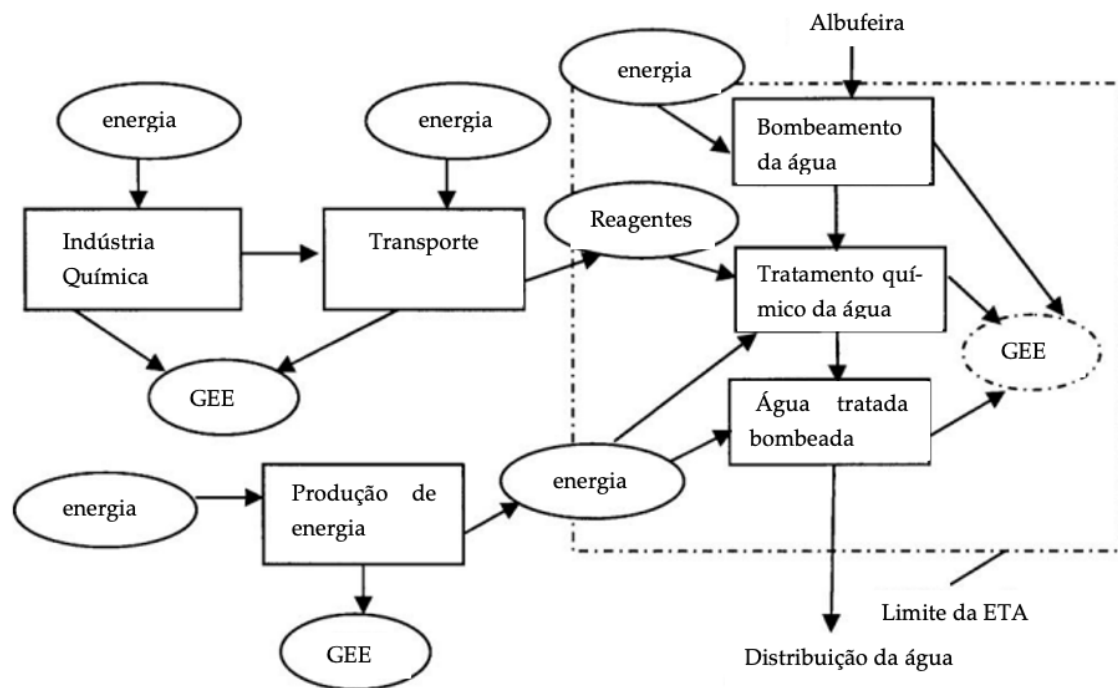 Albufeira
energia
energia
energia
Bombeamento
da água
Reagentes
Indústria
Química
Transporte
Tratamento quí-
mico da água
GEE
GEE
Água tratada
bombeada
energia
energia
Produção de
energia
Limite da ETA
GEE
Distribuição da água